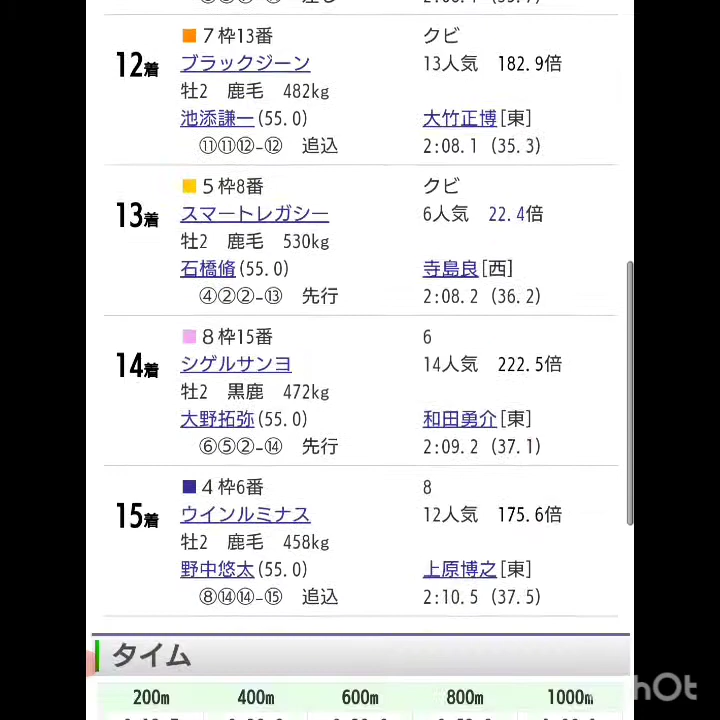 7枠13番 クビ
12着 ブラックジーン 13人気 182.9倍
牡2 鹿毛 482kg
池添謙一(55.0) 大竹正博[東]
⑪⑪⑫-⑫ 追込 2:08.1 (35.3)
5枠8番 クビ
13着 スマートレガシー 6人気 22.4倍
牡2 鹿毛 530kg
石橋脩(55.0) 寺島良[西]
④②②-⑬ 先行 2:08.2 (36.2)
8枠15番 6
14着 シゲルサンヨ 14人気 222.5倍
牡2 黒鹿 472kg
大野拓弥(55.0) 和田勇介[東]
⑥⑤②-⑭ 先行 2:09.2 (37.1)
4枠6番 8
15着 ウインルミナス 12人気 175.6倍
牡2 鹿毛 458kg
野中悠太(55.0) 上原博之[東]
⑧⑭⑭-⑮ 追込 2:10.5 (37.5)
タイム
200m 400m 600m 800m 1000m